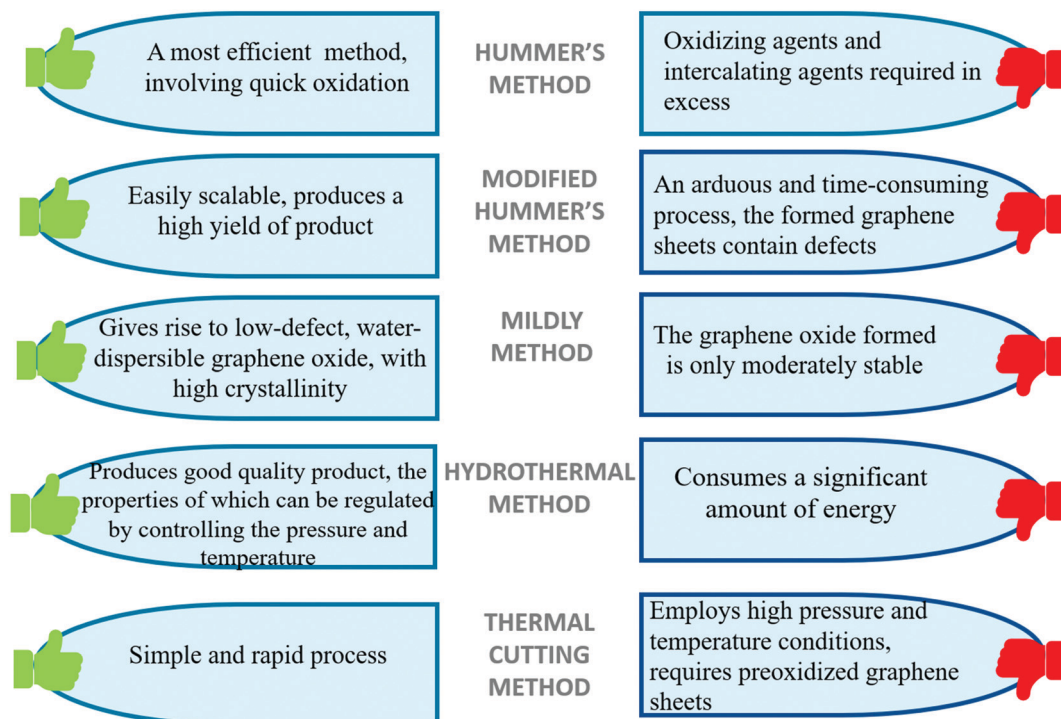 A most efficient method,
involving quick oxidation
HUMMER'S
METHOD
Oxidizing agents and
intercalating agents required in
excess
Easily scalable, produces a
high yield of product
MODIFIED
HUMMER'S
METHOD
An arduous and time-consuming
process, the formed graphene
sheets contain defects
Gives rise to low-defect, water-
dispersible graphene oxide, with
high crystallinity
MILDLY
METHOD
The graphene oxide formed
is only moderately stable
Produces good quality product, the
properties of which can be regulated
by controlling the pressure and
temperature
HYDROTHERMAL
METHOD
Consumes a significant
amount of energy
Simple and rapid process
THERMAL
CUTTING
METHOD
Employs high pressure and
temperature conditions,
requires preoxidized graphene
sheets